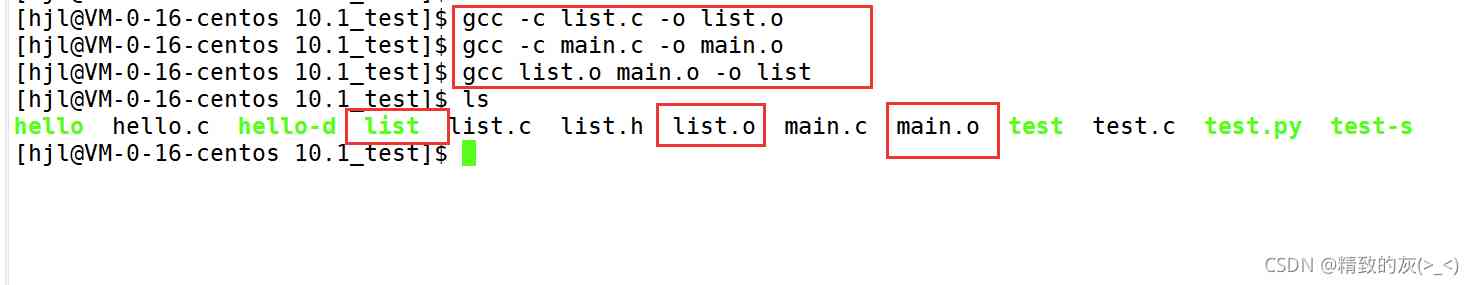 [hjl@VM-0-16-centos 10.1_test]$ gcc -c list.c -o list.o
[hjl@VM-0-16-centos 10.1_test]$ gcc -c main.c -o main.o
[hjl@VM-0-16-centos 10.1_test]$ gcc list.o main.o -o list
[hjl@VM-0-16-centos 10.1_test]$ ls
hello hello.c hello-d list list.c list.h list.o main.c main.o test test.c test.py test-s
[hjl@VM-0-16-centos 10.1_test]$
CSDN @精致的灰(>_<)